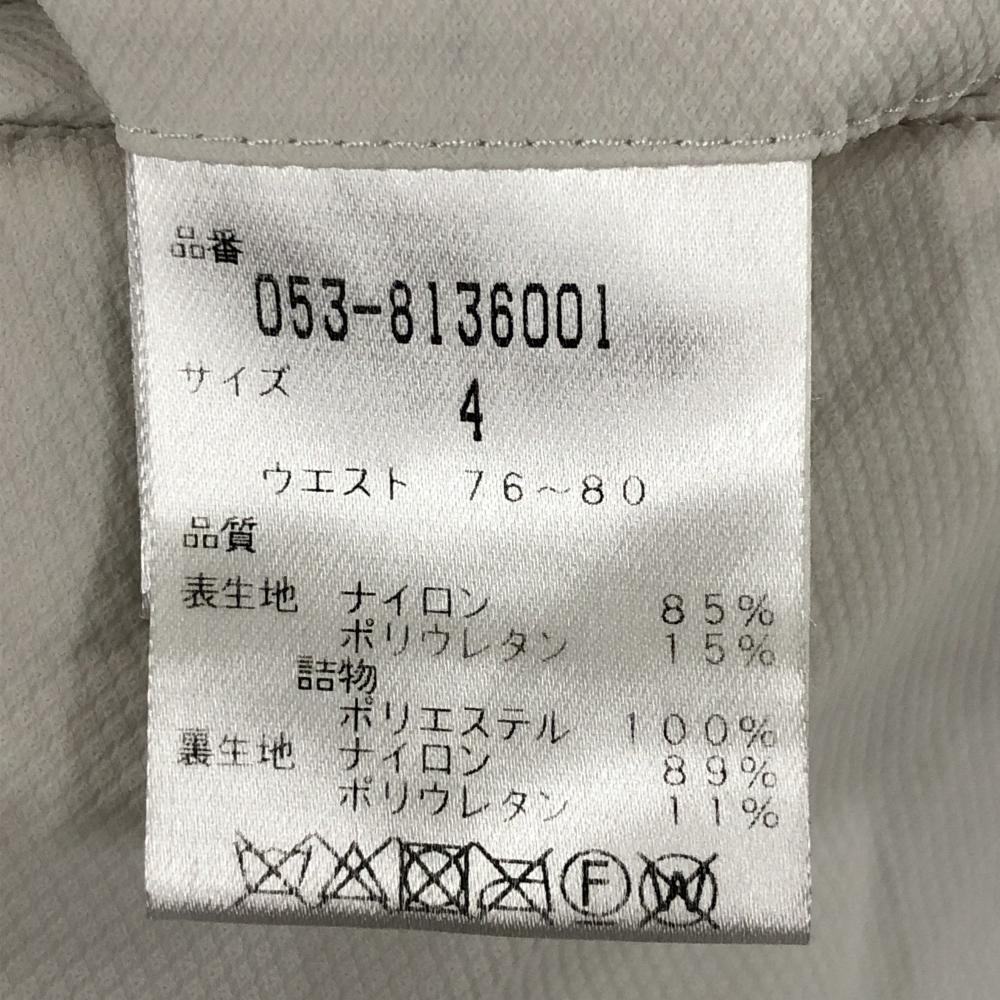 品番
053-8136001
サイズ
4
ウエスト 76~80
品質
表生地 ナイロン 85%
ポリウレタン 15%
詰物
ポリエステル 100%
裏生地 ナイロン 89%
ポリウレタン 11%
F W